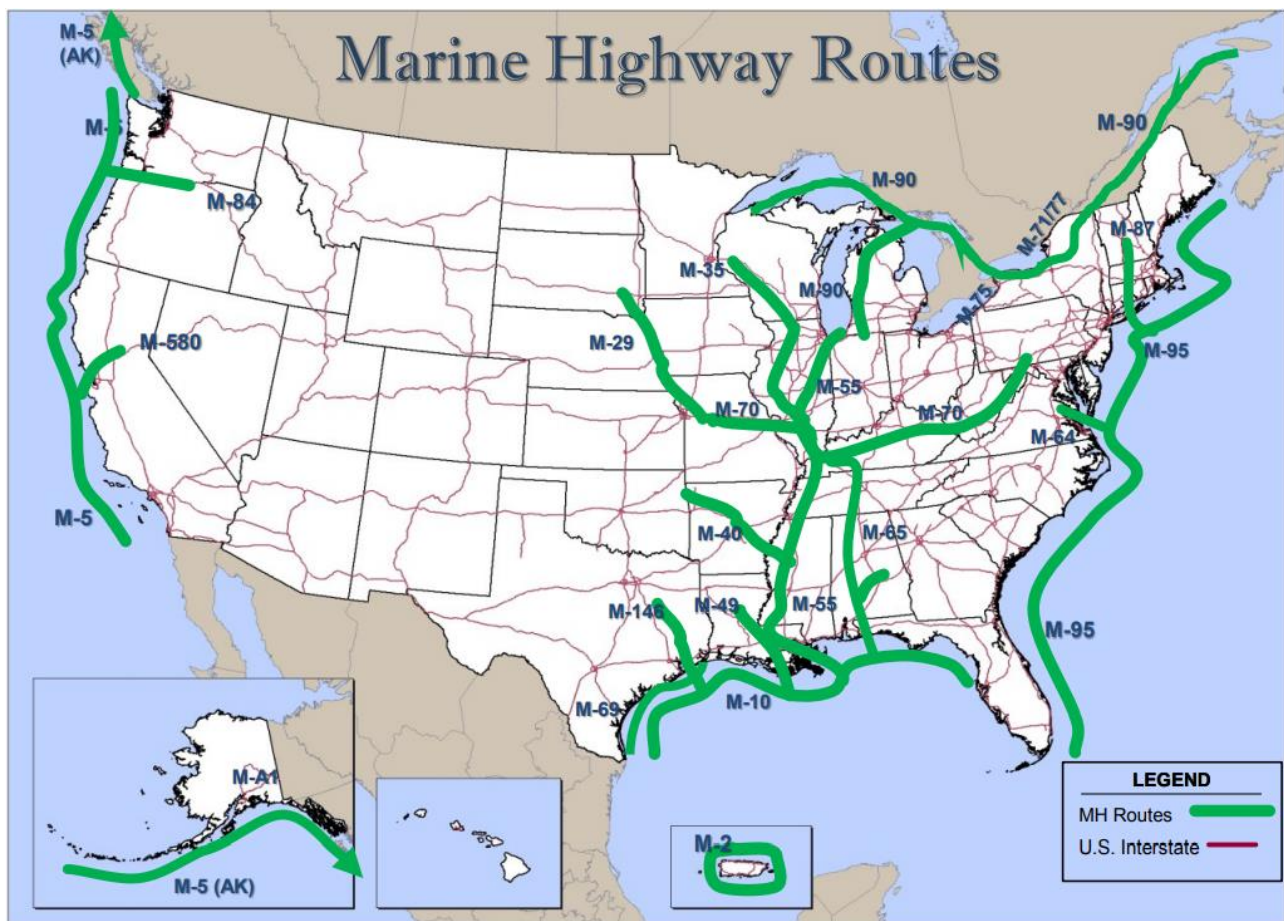 M-5
(AK)
Marine Highway Routes
M-5
M-84
M-90
M-90
M-71/77
M-87
M-35
M-90
M-75
M-580
M-29
M-95
M-55
M-70
M-70
M-64
M-5
M-40
M-65
M-146
M-49
M-55
M-95
M-69
M-10
M-A1
M-5 (AK)
M-2
LEGEND
MH Routes
U.S. Interstate